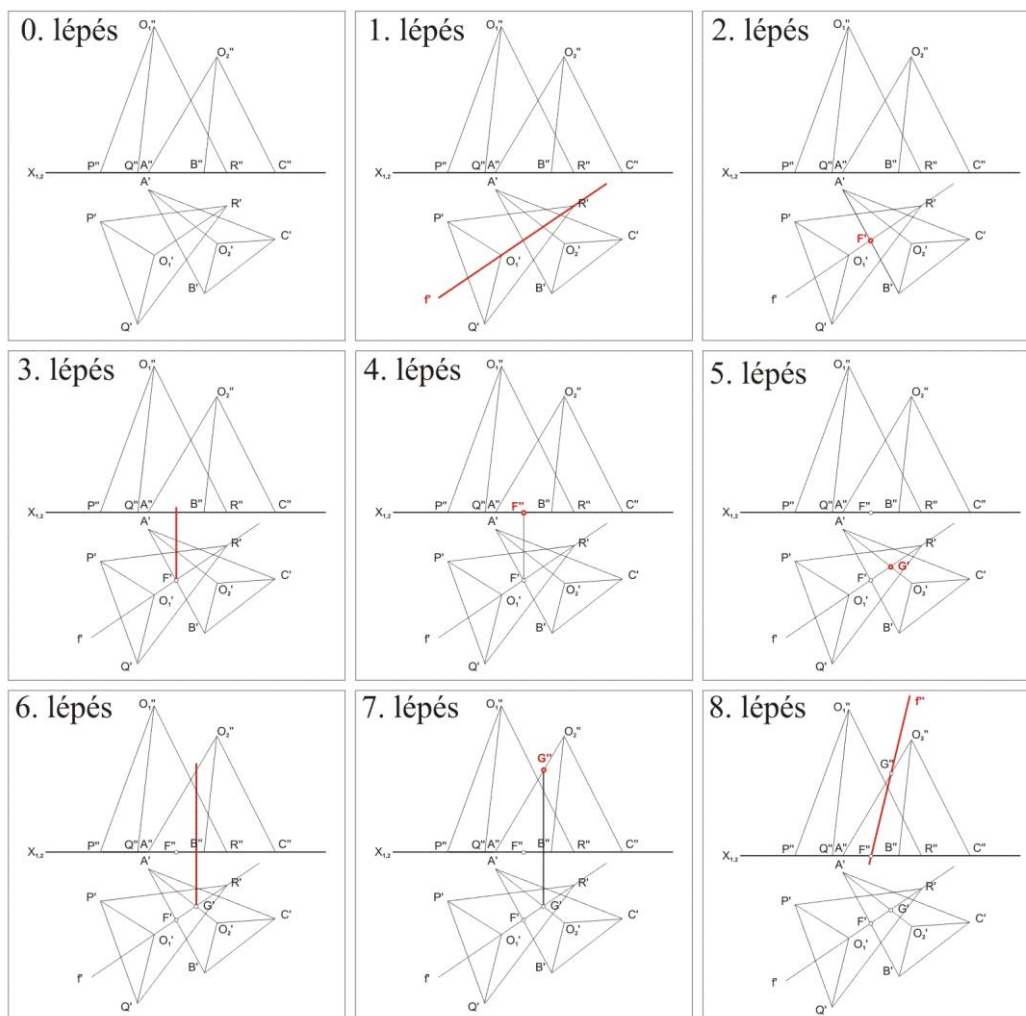 0. lépés
O₁"
O₂"
P" Q" A" B" R" C"
X₁,₂
A'
P' R'
O₁' O₂' C'
B'
Q'
1. lépés
O₁"
O₂"
P" Q" A" B" R" C"
X₁,₂
A'
P' R'
O₁' O₂' C'
B'
f'
Q'
2. lépés
O₁"
O₂"
P" Q" A" B" R" C"
X₁,₂
A'
P' R'
F' C'
O₁' O₂'
B'
f'
Q'
3. lépés
O₁"
O₂"
P" Q" A" B" R" C"
X₁,₂
A'
P' R'
F' C'
O₁' O₂'
B'
f'
Q'
4. lépés
O₁"
O₂"
P" Q" A" F" B" R" C"
X₁,₂
A'
P' R'
F' C'
O₁' O₂'
B'
f'
Q'
5. lépés
O₁"
O₂"
P" Q" A" F" B" R" C"
X₁,₂
A'
P' R'
G'
F' C'
O₁' O₂'
B'
f'
Q'
6. lépés
O₁"
O₂"
P" Q" A" F" B" R" C"
X₁,₂
A'
P' R'
G'
F' C'
O₁' O₂'
B'
f'
Q'
7. lépés
O₁"
O₂"
G"
P" Q" A" F" B" R" C"
X₁,₂
A'
P' R'
G'
F' C'
O₁' O₂'
B'
f'
Q'
8. lépés
f"
O₁"
O₂"
G"
P" Q" A" F" B" R" C"
X₁,₂
A'
P' R'
G'
F' C'
O₁' O₂'
B'
f'
Q'